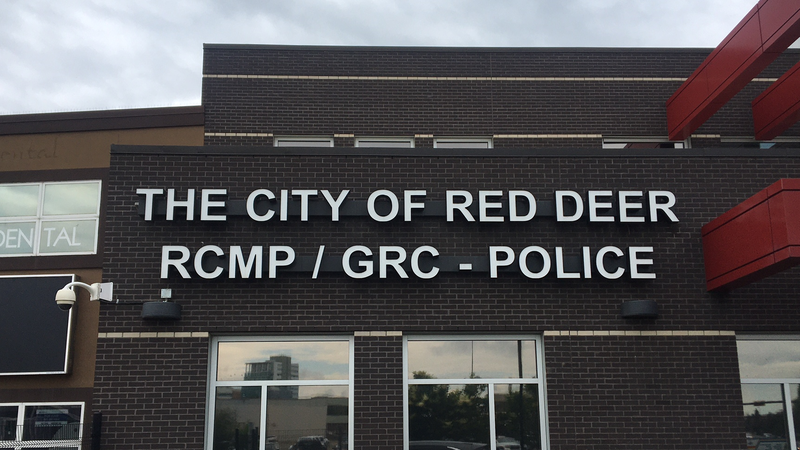 THE CITY OF RED DEER
RCMP / GRC - POLICE
DENTAL